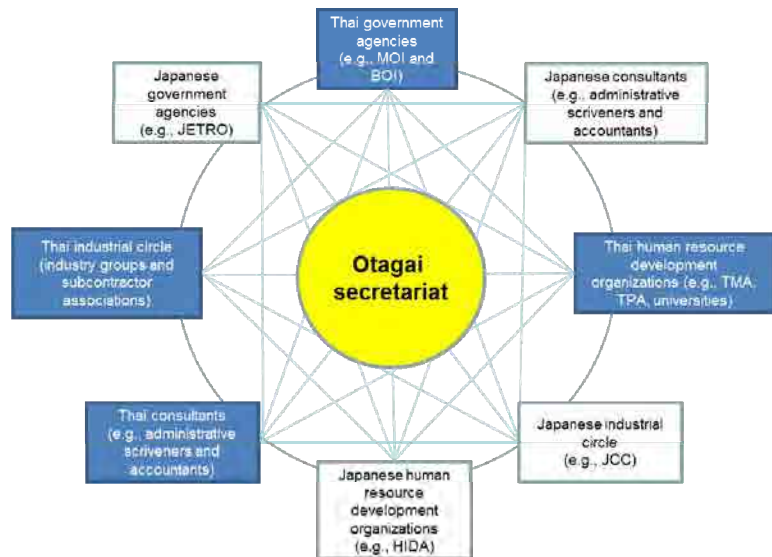 Thai government
agencies
(e.g., MOI and
BOI)
Japanese
government
agencies
(e.g., JETRO)
Japanese consultants
(e.g., administrative
scriveners and
accountants)
Thai industrial circle
(industry groups and
subcontractor
associations)
Otagai
secretariat
Thai human resource
development
organizations (e.g., TMA,
TPA, universities)
Thai consultants
(e.g., administrative
scriveners and
accountants)
Japanese human
resource
development
organizations
(e.g., HIDA)
Japanese industrial
circle
(e.g., JCC)